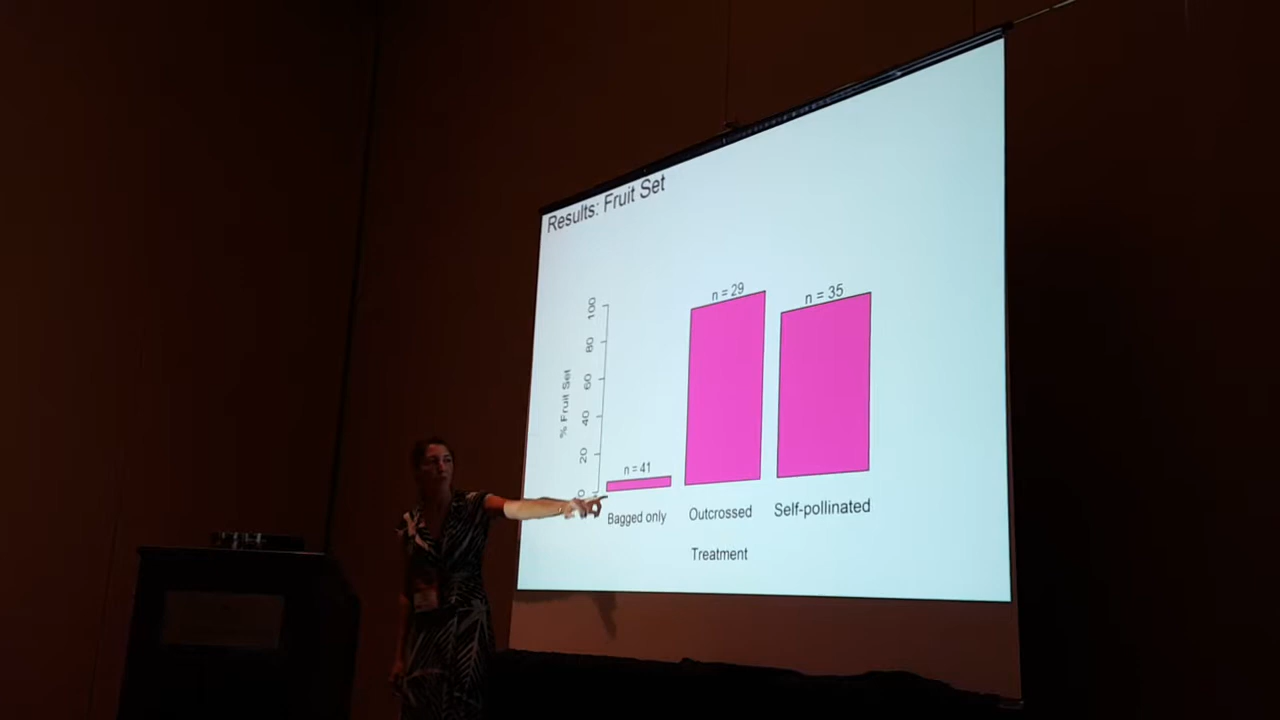 Results: Fruit Set
% Fruit Set
100
80
60
40
20
0
n = 41
n = 29
n = 35
Bagged only
Outcrossed
Self-pollinated
Treatment